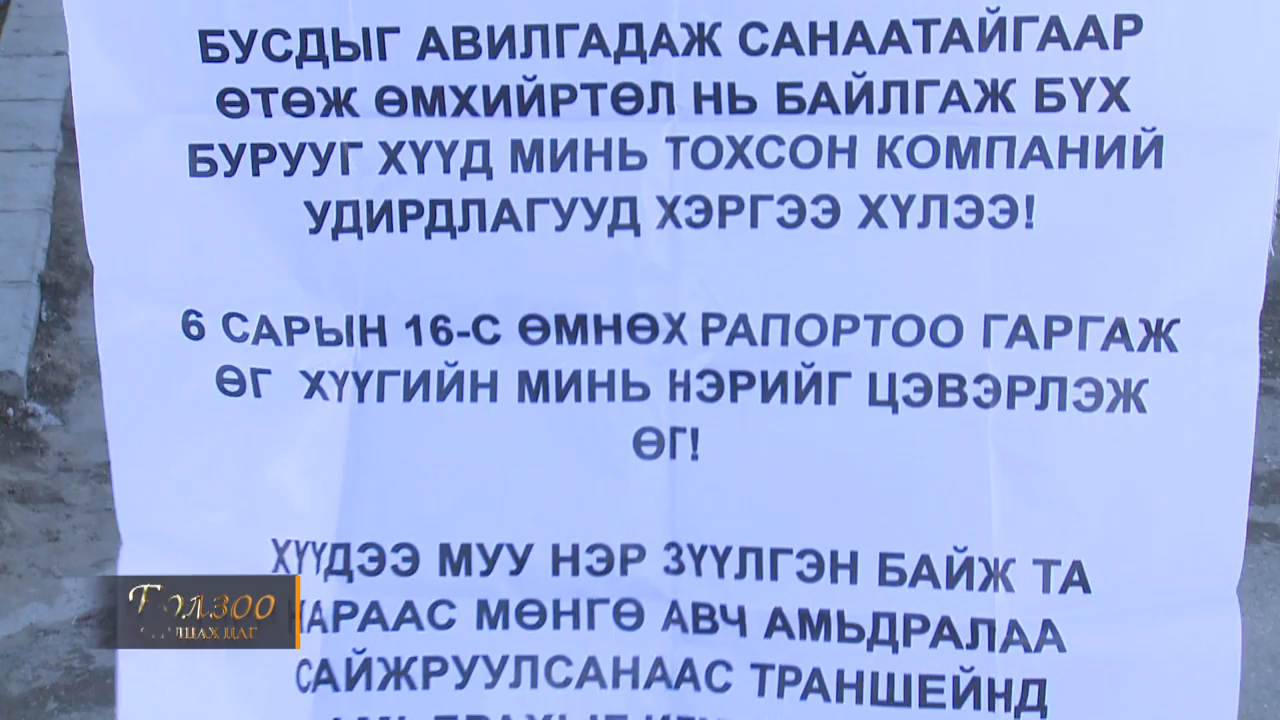 БУСДЫГ АВИЛГАДАЖ САНААТАЙГААР
ӨТӨЖ ӨМХИЙРТӨЛ НЬ БАЙЛГАЖ БҮХ
БУРУУГ ХҮҮД МИНЬ ТОХСОН КОМПАНИЙ
УДИРДЛАГУУД ХЭРГЭЭ ХҮЛЭЭ!
6 САРЫН 16-С ӨМНӨХ РАПОРТОО ГАРГАЖ
ӨГ ХҮҮГИЙН МИНЬ НЭРИЙГ ЦЭВЭРЛЭЖ
ӨГ!
ХҮҮДЭЭ МУУ НЭР ЗҮҮЛГЭН БАЙЖ ТА
МӨНГӨ АВЧ АМЬДРАЛАА
САЙЖРУУЛСАНААС ТРАНШЕЙНД
Болзоо
ЦАГ